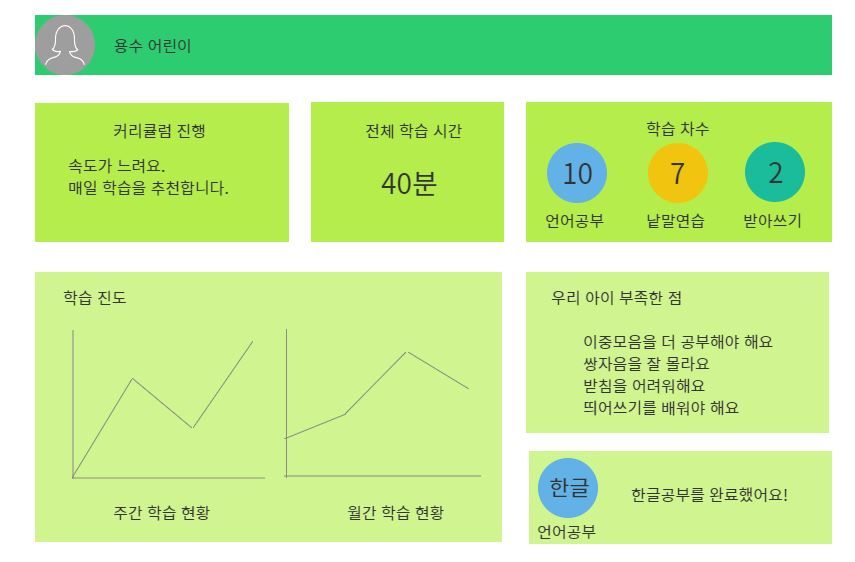 용수 어린이
커리큘럼 진행
속도가 느려요.
매일 학습을 추천합니다.
전체 학습 시간
40분
학습 차수
10
7
2
언어공부
낱말연습
받아쓰기
학습 진도
주간 학습 현황
월간 학습 현황
우리 아이 부족한 점
이중모음을 더 공부해야 해요
쌍자음을 잘 몰라요
받침을 어려워해요
띄어쓰기를 배워야 해요
한글
언어공부
한글공부를 완료했어요!